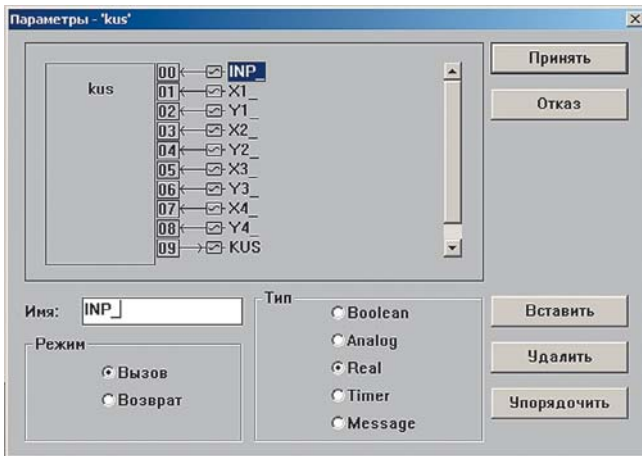 Параметры - 'kus'
kus
00 INP_
01 X1_
02 Y1_
03 X2_
04 Y2_
05 X3_
06 Y3_
07 X4_
08 Y4_
09 KUS
Принять
Отказ
Имя: INP_
Режим
Вызов
Возврат
Тип
Boolean
Analog
Real
Timer
Message
Вставить
Удалить
Упорядочить